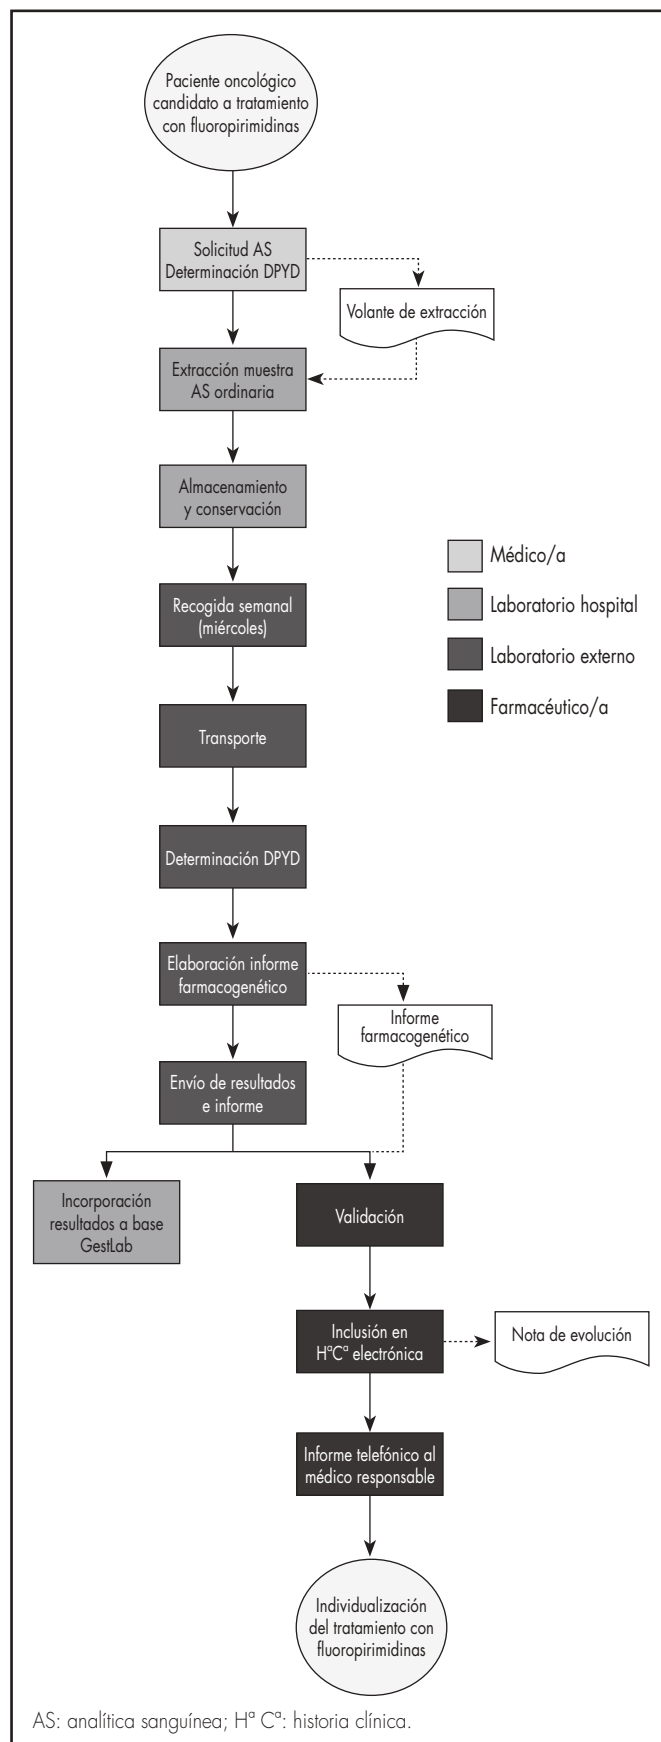 Paciente oncológico
candidato a tratamiento
con fluoropirimidinas
Solicitud AS
Determinación DPYD
Volante de extracción
Extracción muestra
AS ordinaria
Almacenamiento
y conservación
Médico/a
Laboratorio hospital
Laboratorio externo
Farmacéutico/a
Recogida semanal
(miércoles)
Transporte
Determinación DPYD
Elaboración informe
farmacogenético
Informe
farmacogenético
Envío de resultados
e informe
Incorporación
resultados a base
GestLab
Validación
Inclusión en
HªCª electrónica
Nota de evolución
Informe telefónico al
médico responsable
Individualización
del tratamiento con
fluoropirimidinas
AS: analítica sanguínea; Hª Cª: historia clínica.